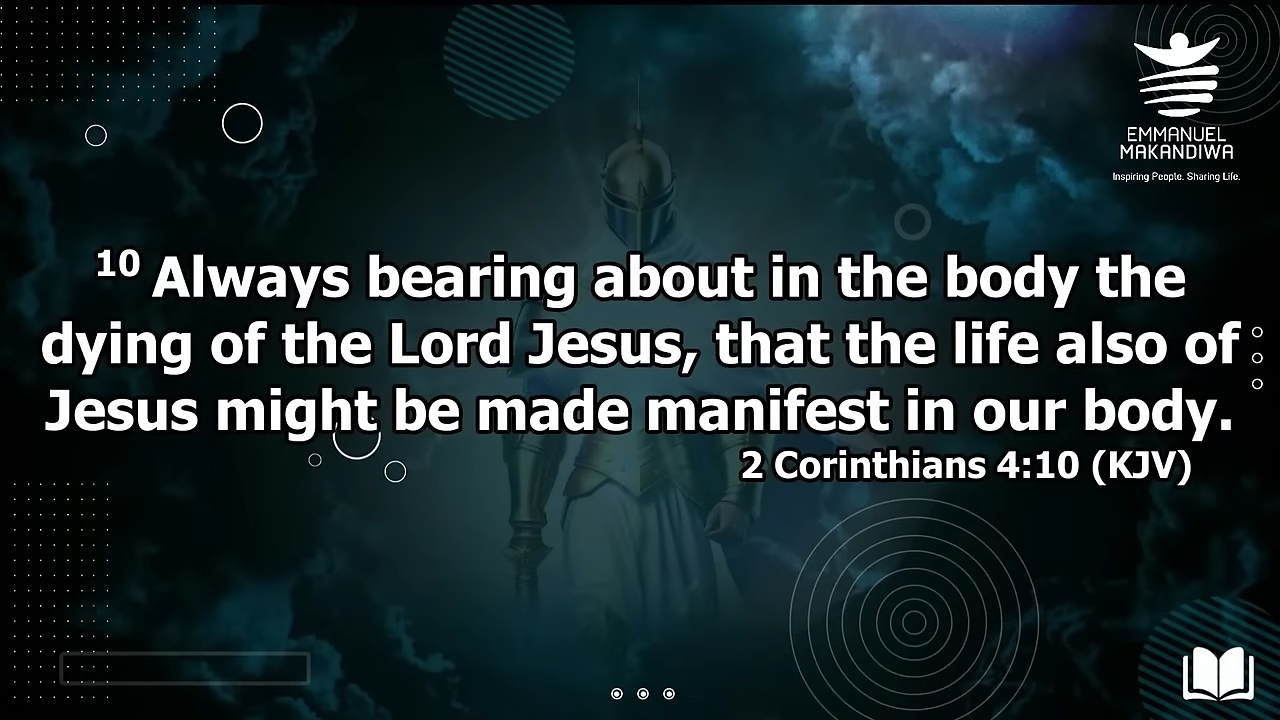 EMMANUEL
MAKANDIWA
Inspiring People. Sharing Life.
10 Always bearing about in the body the
dying of the Lord Jesus, that the life also of
Jesus might be made manifest in our body.
2 Corinthians 4:10 (KJV)